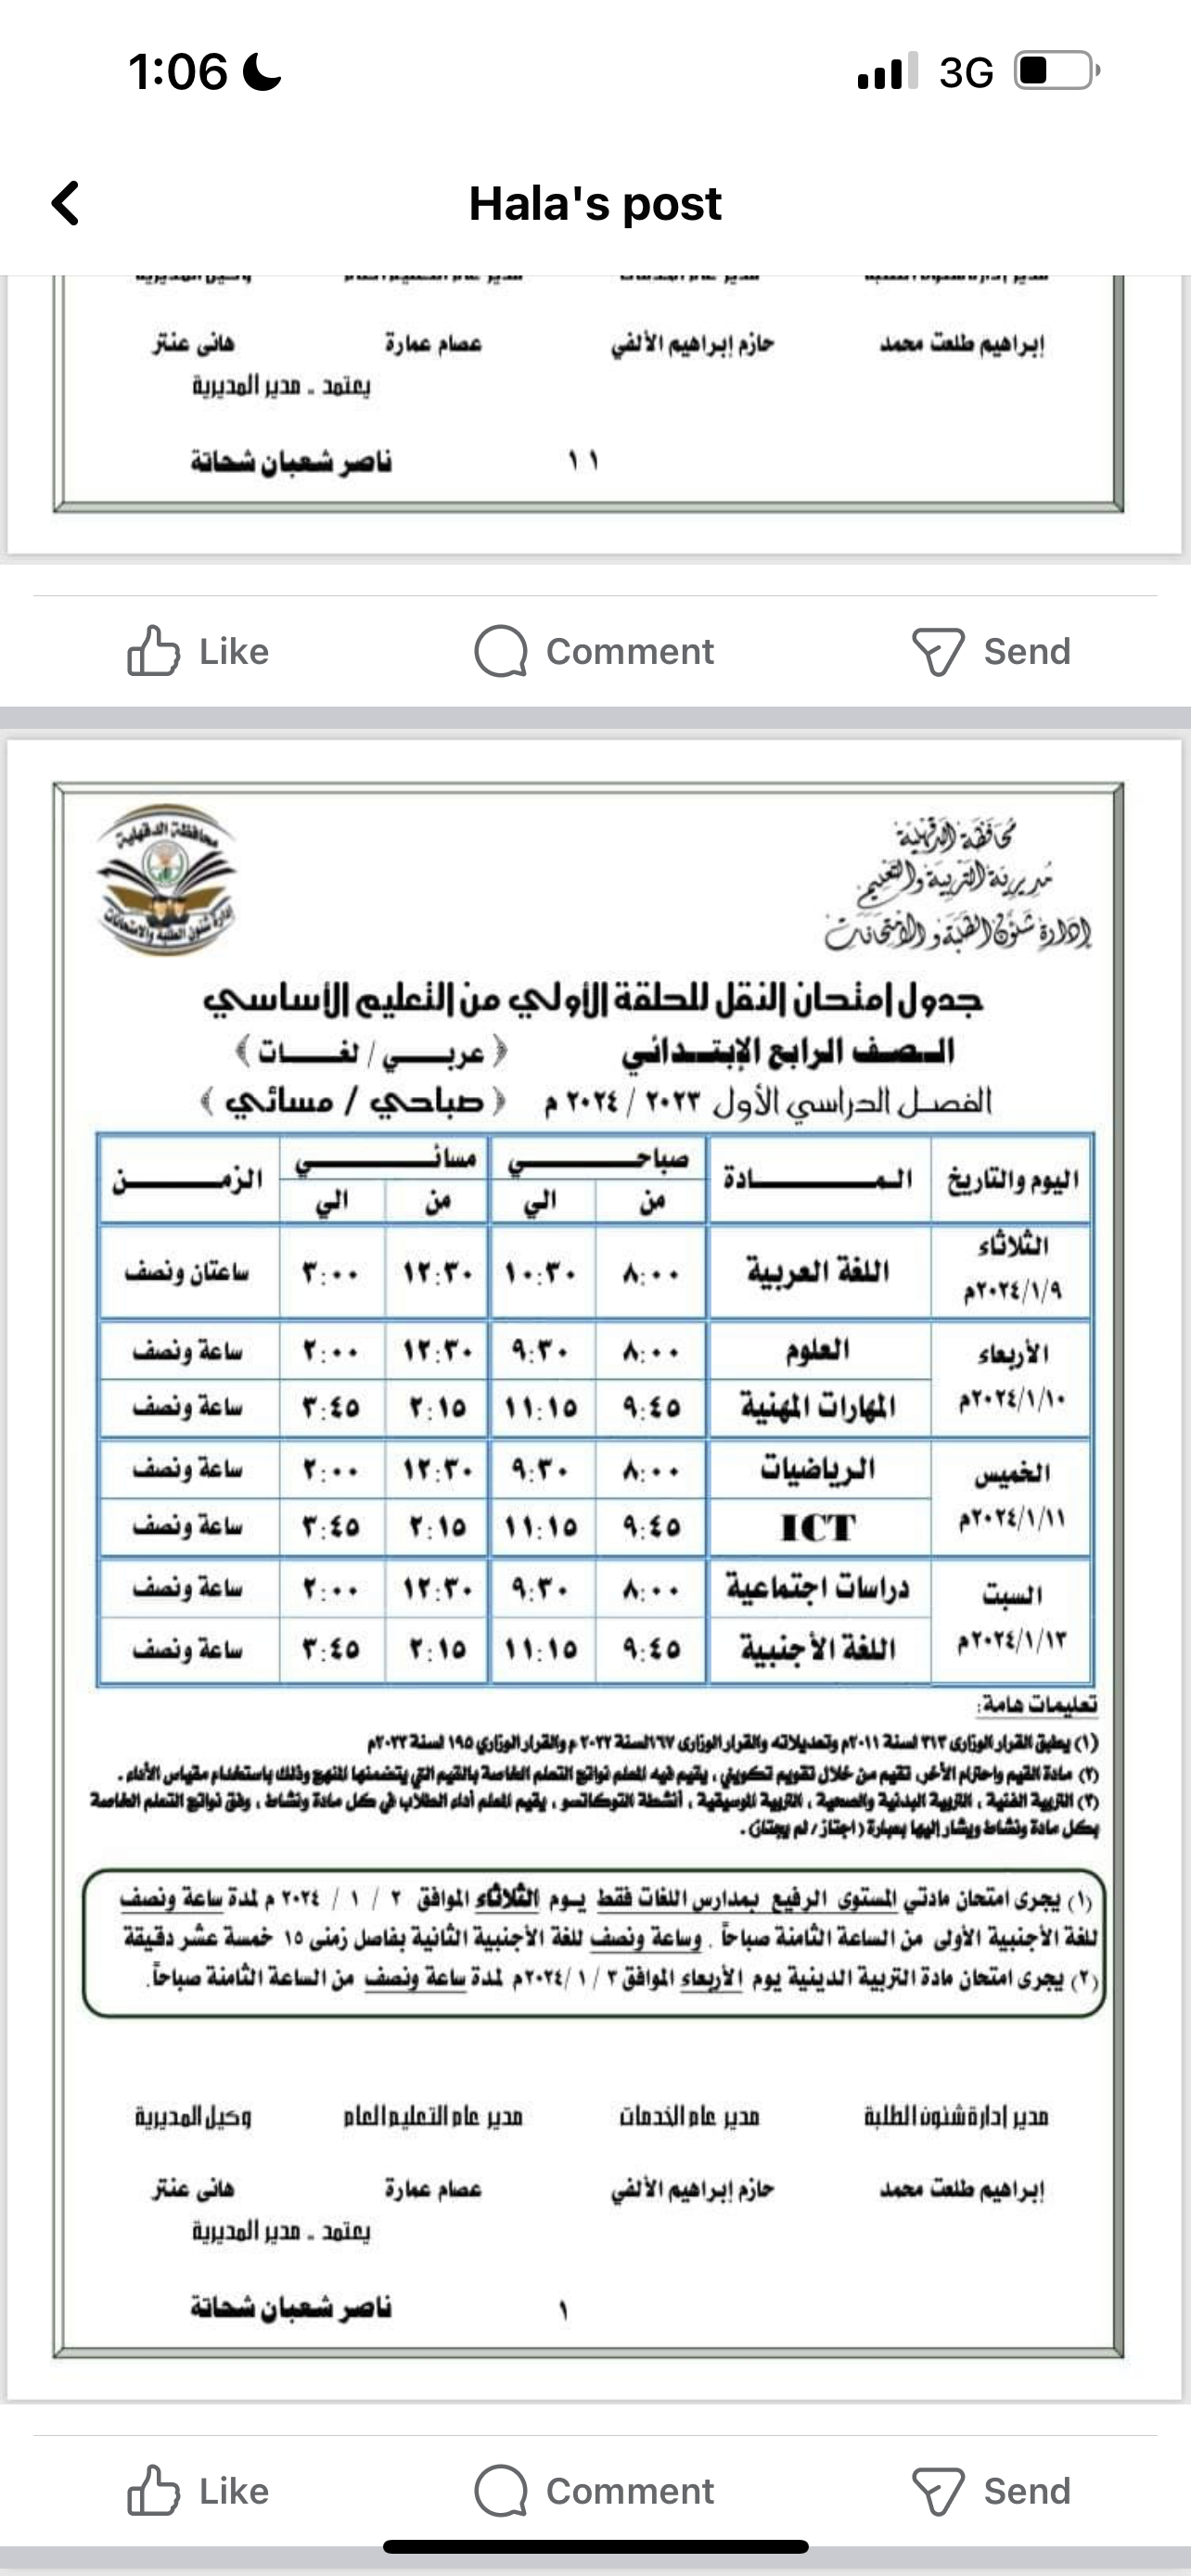 1:06
3G
Hala's post
إبراهيم طلعت محمد حازم إبراهيم الألفي عصام عمارة هانى عنتر
يعتمد - مدير المديرية
١١ ناصر شعبان شحاتة
Like Comment Send
محافظة الدقهلية
مديرية التربية والتعليم
إدارة شئون الطلبة والامتحانات
محافظة الدقهلية
إدارة شئون الطلبة والامتحانات
جدول امتحان النقل للحلقة الأولي من التعليم الأساسي
الصف الرابع الإبتدائي ﴿ عربي / لغات ﴾
الفصل الدراسي الأول ٢٠٢٣ / ٢٠٢٤ م ﴿ صباحي / مسائي ﴾
اليوم والتاريخ المادة صباحي مسائي الزمن
من الي من الي
الثلاثاء ٢٠٢٤/١/٩م اللغة العربية ٨:٠٠ ١٠:٣٠ ١٢:٣٠ ٣:٠٠ ساعتان ونصف
الأربعاء ٢٠٢٤/١/١٠م العلوم ٨:٠٠ ٩:٣٠ ١٢:٣٠ ٢:٠٠ ساعة ونصف
المهارات المهنية ٩:٤٥ ١١:١٥ ٢:١٥ ٣:٤٥ ساعة ونصف
الخميس ٢٠٢٤/١/١١م الرياضيات ٨:٠٠ ٩:٣٠ ١٢:٣٠ ٢:٠٠ ساعة ونصف
ICT ٩:٤٥ ١١:١٥ ٢:١٥ ٣:٤٥ ساعة ونصف
السبت ٢٠٢٤/١/١٣م دراسات اجتماعية ٨:٠٠ ٩:٣٠ ١٢:٣٠ ٢:٠٠ ساعة ونصف
اللغة الأجنبية ٩:٤٥ ١١:١٥ ٢:١٥ ٣:٤٥ ساعة ونصف
تعليمات هامة:
(١) يطبق القرار الوزارى ٣١٣ لسنة ٢٠١١م وتعديلاته والقرار الوزارى ١٦٧لسنة ٢٠٢٢ م والقرار الوزاري ١٩٥ لسنة ٢٠٢٣م
(٢) مادة القيم واحترام الأخر، تقيم من خلال تقويم تكويني ، يقيم فيه المعلم نواتج التعلم الخاصة بالقيم التي يتضمنها المنهج وذلك باستخدام مقياس الأداء .
(٣) التربية الفنية ، التربية البدنية والصحية ، التربية الموسيقية ، أنشطة التوكاتسو ، يقيم المعلم أداء الطلاب في كل مادة ونشاط ، وفق نواتج التعلم الخاصة
بكل مادة ونشاط ويشار إليها بعبارة ( اجتاز / لم يجتاز) .
(١) يجرى امتحان مادتي المستوى الرفيع بمدارس اللغات فقط يوم الثلاثاء الموافق ٢ / ١ / ٢٠٢٤ م لمدة ساعة ونصف
للغة الأجنبية الأولى من الساعة الثامنة صباحاً . وساعة ونصف للغة الأجنبية الثانية بفاصل زمنى ١٥ خمسة عشر دقيقة
(٢) يجرى امتحان مادة التربية الدينية يوم الأربعاء الموافق ٣ / ١ /٢٠٢٤م لمدة ساعة ونصف من الساعة الثامنة صباحاً.
مدير إدارة شئون الطلبة مدير عام الخدمات مدير عام التعليم العام وكيل المديرية
إبراهيم طلعت محمد حازم إبراهيم الألفي عصام عمارة هانى عنتر
يعتمد - مدير المديرية
١ ناصر شعبان شحاتة
Like Comment Send